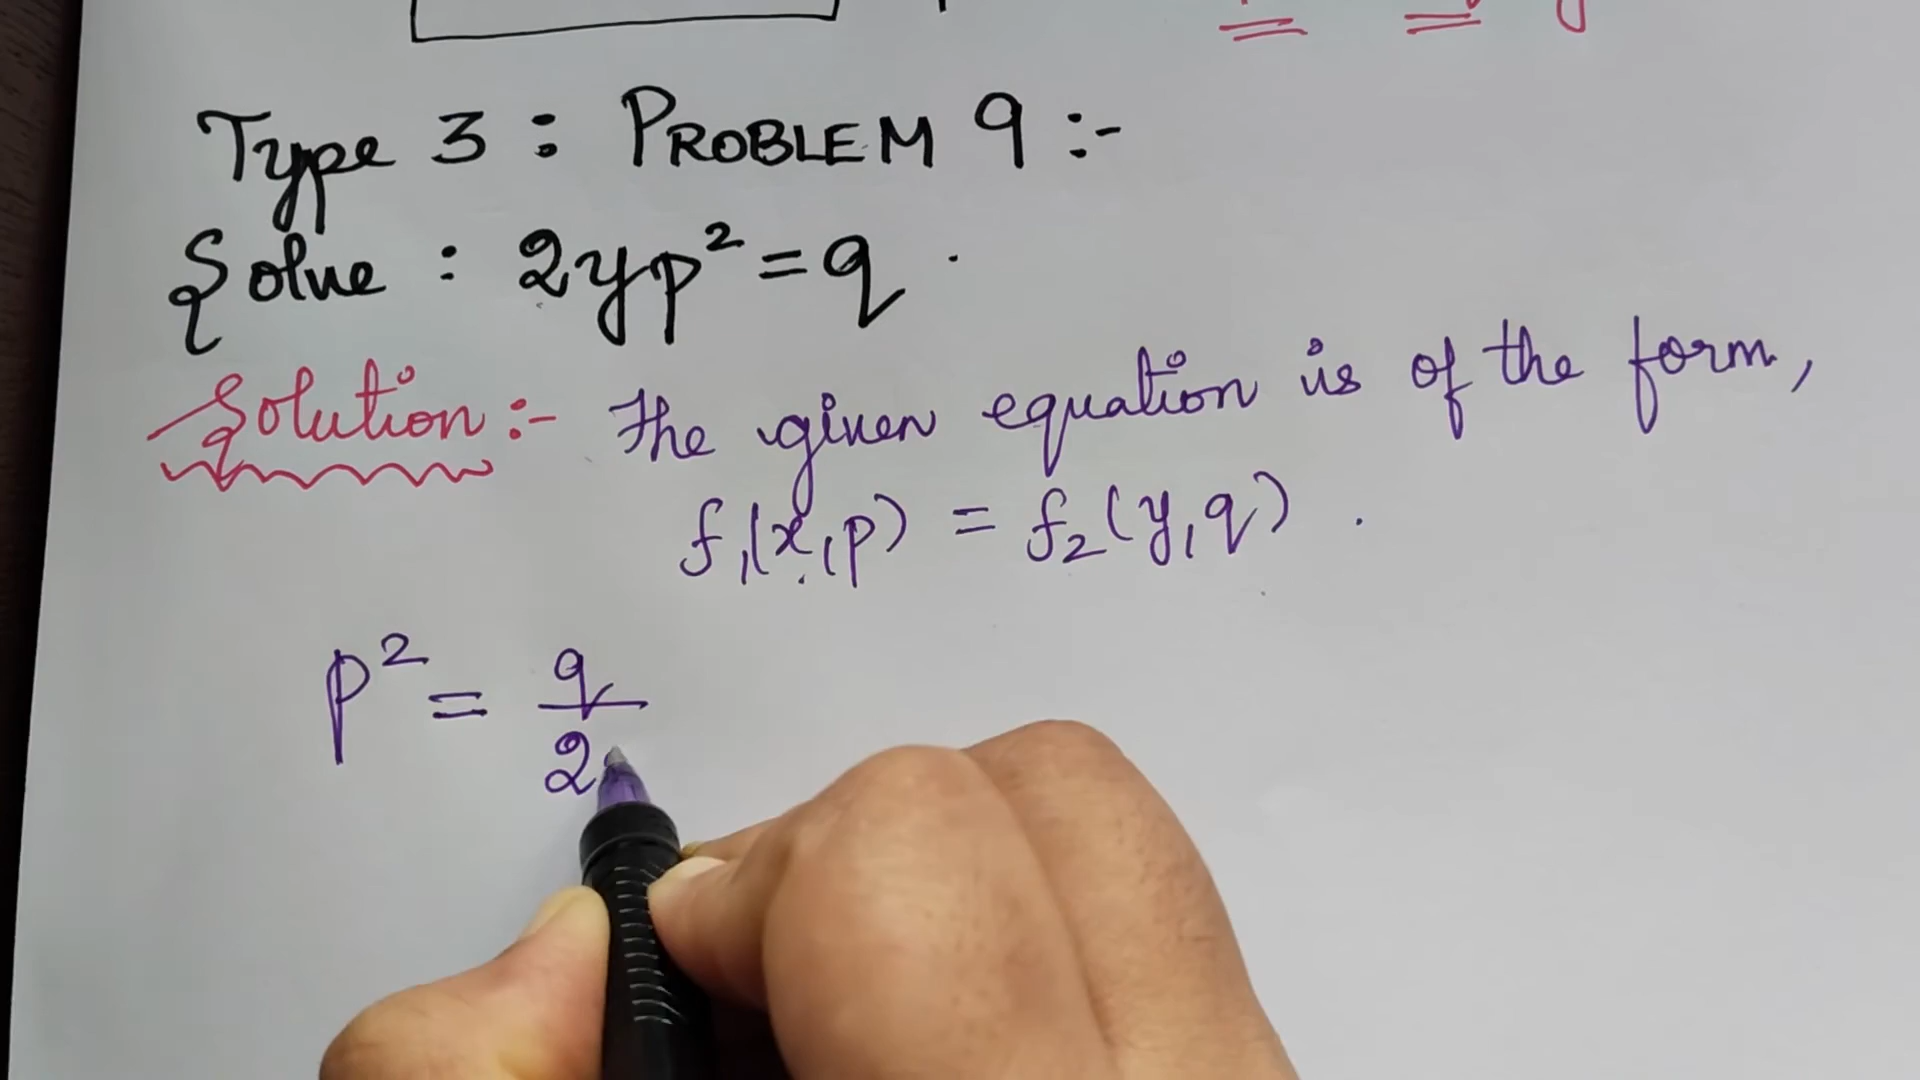 Type 3 : PROBLEM 9 :-
Solve : 2yp² = q .
Solution :- The given equation is of the form,
f₁(x,p) = f₂(y,q) .
p² = q/2